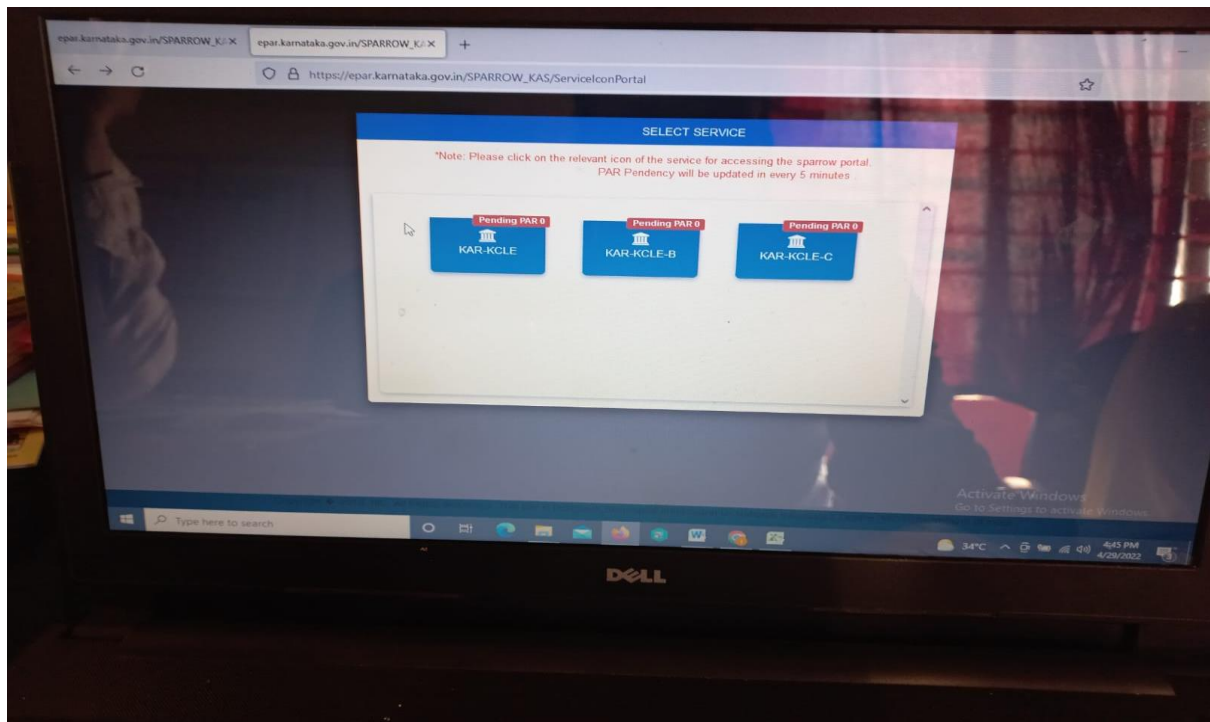 epar.karnataka.gov.in/SPARROW_KA
epar.karnataka.gov.in/SPARROW_KA
https://epar.karnataka.gov.in/SPARROW_KAS/ServiceIconPortal
SELECT SERVICE
*Note: Please click on the relevant icon of the service for accessing the sparrow portal.
PAR Pendency will be updated in every 5 minutes
Pending PAR 0
KAR-KCLE
Pending PAR 0
KAR-KCLE-B
Pending PAR 0
KAR-KCLE-C
Activate Windows
Go to Settings to activate Windows.
Type here to search
34°C
4:45 PM
4/29/2022
DELL